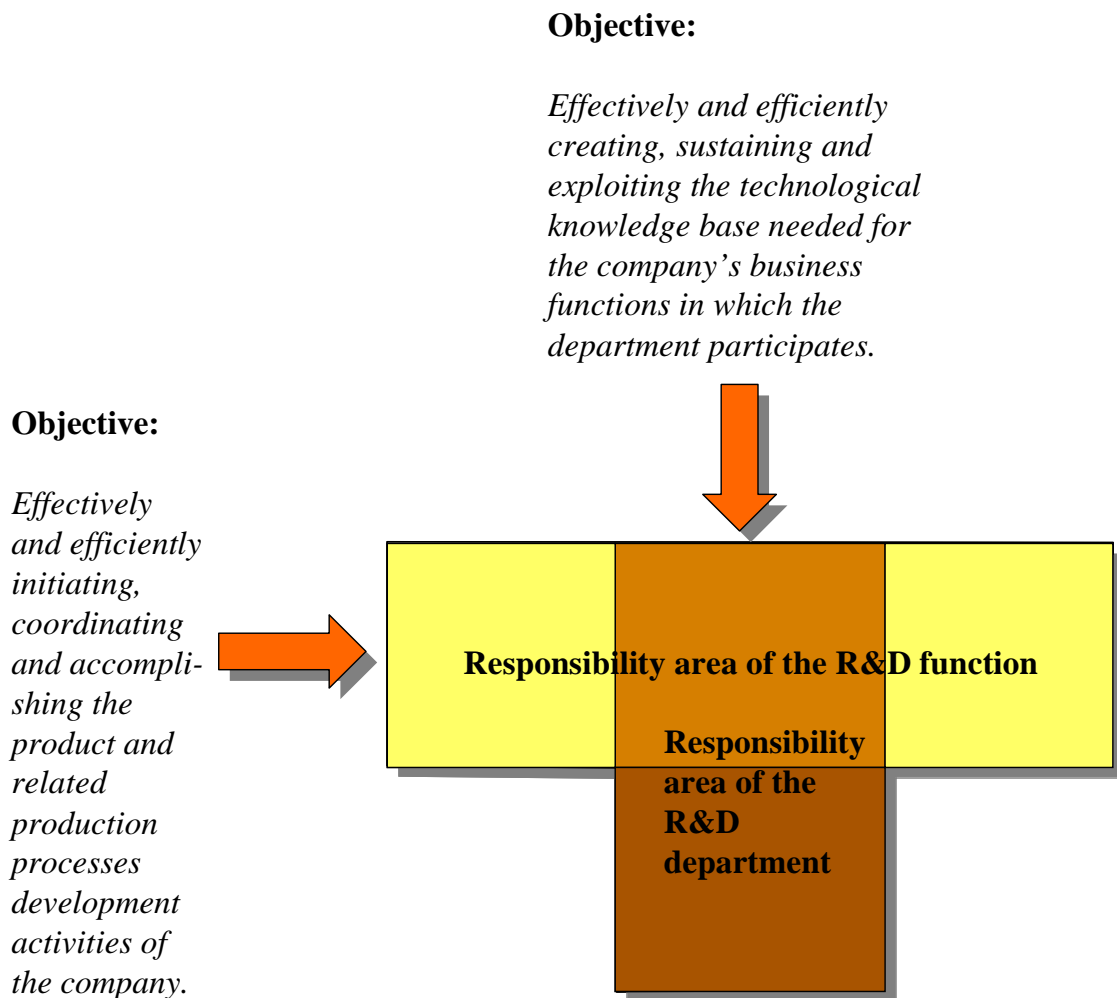 Objective:
Effectively and efficiently
creating, sustaining and
exploiting the technological
knowledge base needed for
the company’s business
functions in which the
department participates.
Objective:
Effectively
and efficiently
initiating,
coordinating
and accompli-
shing the
product and
related
production
processes
development
activities of
the company.
Responsibility area of the R&D function
Responsibility
area of the
R&D
department